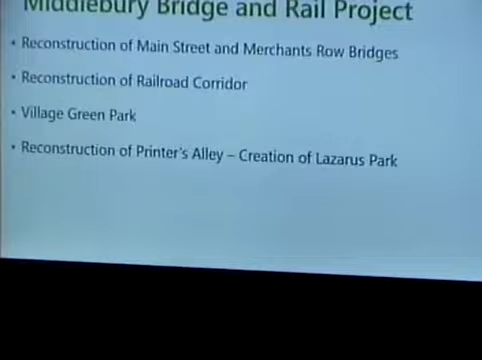 Middlebury Bridge and Rail Project
• Reconstruction of Main Street and Merchants Row Bridges
• Reconstruction of Railroad Corridor
• Village Green Park
• Reconstruction of Printer's Alley – Creation of Lazarus Park